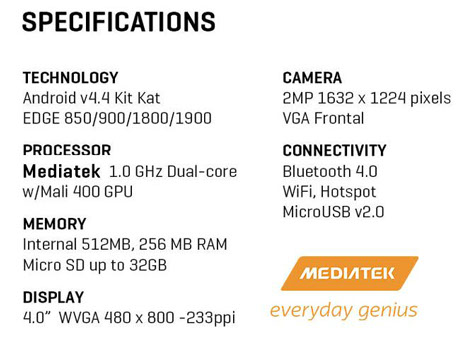 SPECIFICATIONS
TECHNOLOGY
Android v4.4 Kit Kat
EDGE 850/900/1800/1900
PROCESSOR
Mediatek 1.0 GHz Dual-core
w/Mali 400 GPU
MEMORY
Internal 512MB, 256 MB RAM
Micro SD up to 32GB
DISPLAY
4.0” WVGA 480 x 800 -233ppi
CAMERA
2MP 1632 x 1224 pixels
VGA Frontal
CONNECTIVITY
Bluetooth 4.0
WiFi, Hotspot
MicroUSB v2.0
MEDIATEK
everyday genius